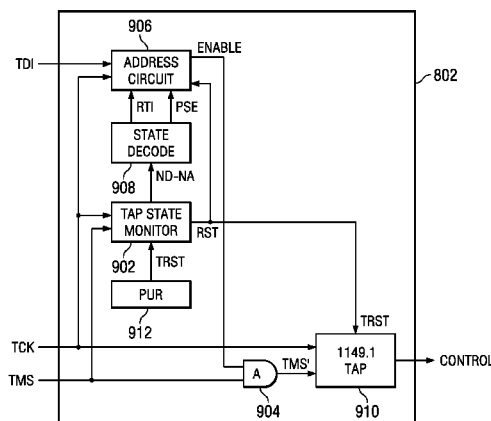 906
ENABLE
TDI
ADDRESS
CIRCUIT
802
RTI
PSE
STATE
DECODE
908
ND-NA
TAP STATE
MONITOR
RST
902
TRST
PUR
912
TRST
TCK
1149.1
TAP
CONTROL
TMS
A
TMS'
904
910